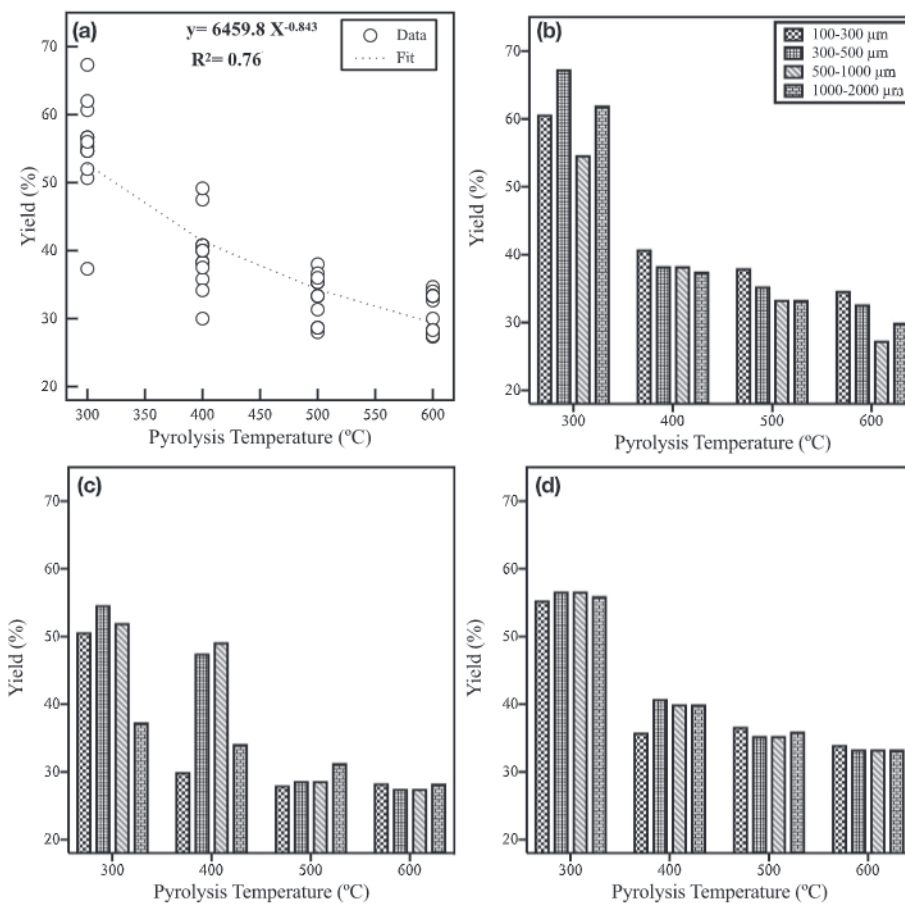 (a)
y= 6459.8 X-0.843
R2= 0.76
Data
Fit
70
60
50
40
30
20
Yield (%)
300 350 400 450 500 550 600
Pyrolysis Temperature (ºC)
(b)
100-300 µm
300-500 µm
500-1000 µm
1000-2000 µm
70
60
50
40
30
20
Yield (%)
300 400 500 600
Pyrolysis Temperature (ºC)
(c)
70
60
50
40
30
20
Yield (%)
300 400 500 600
Pyrolysis Temperature (ºC)
(d)
70
60
50
40
30
20
Yield (%)
300 400 500 600
Pyrolysis Temperature (ºC)